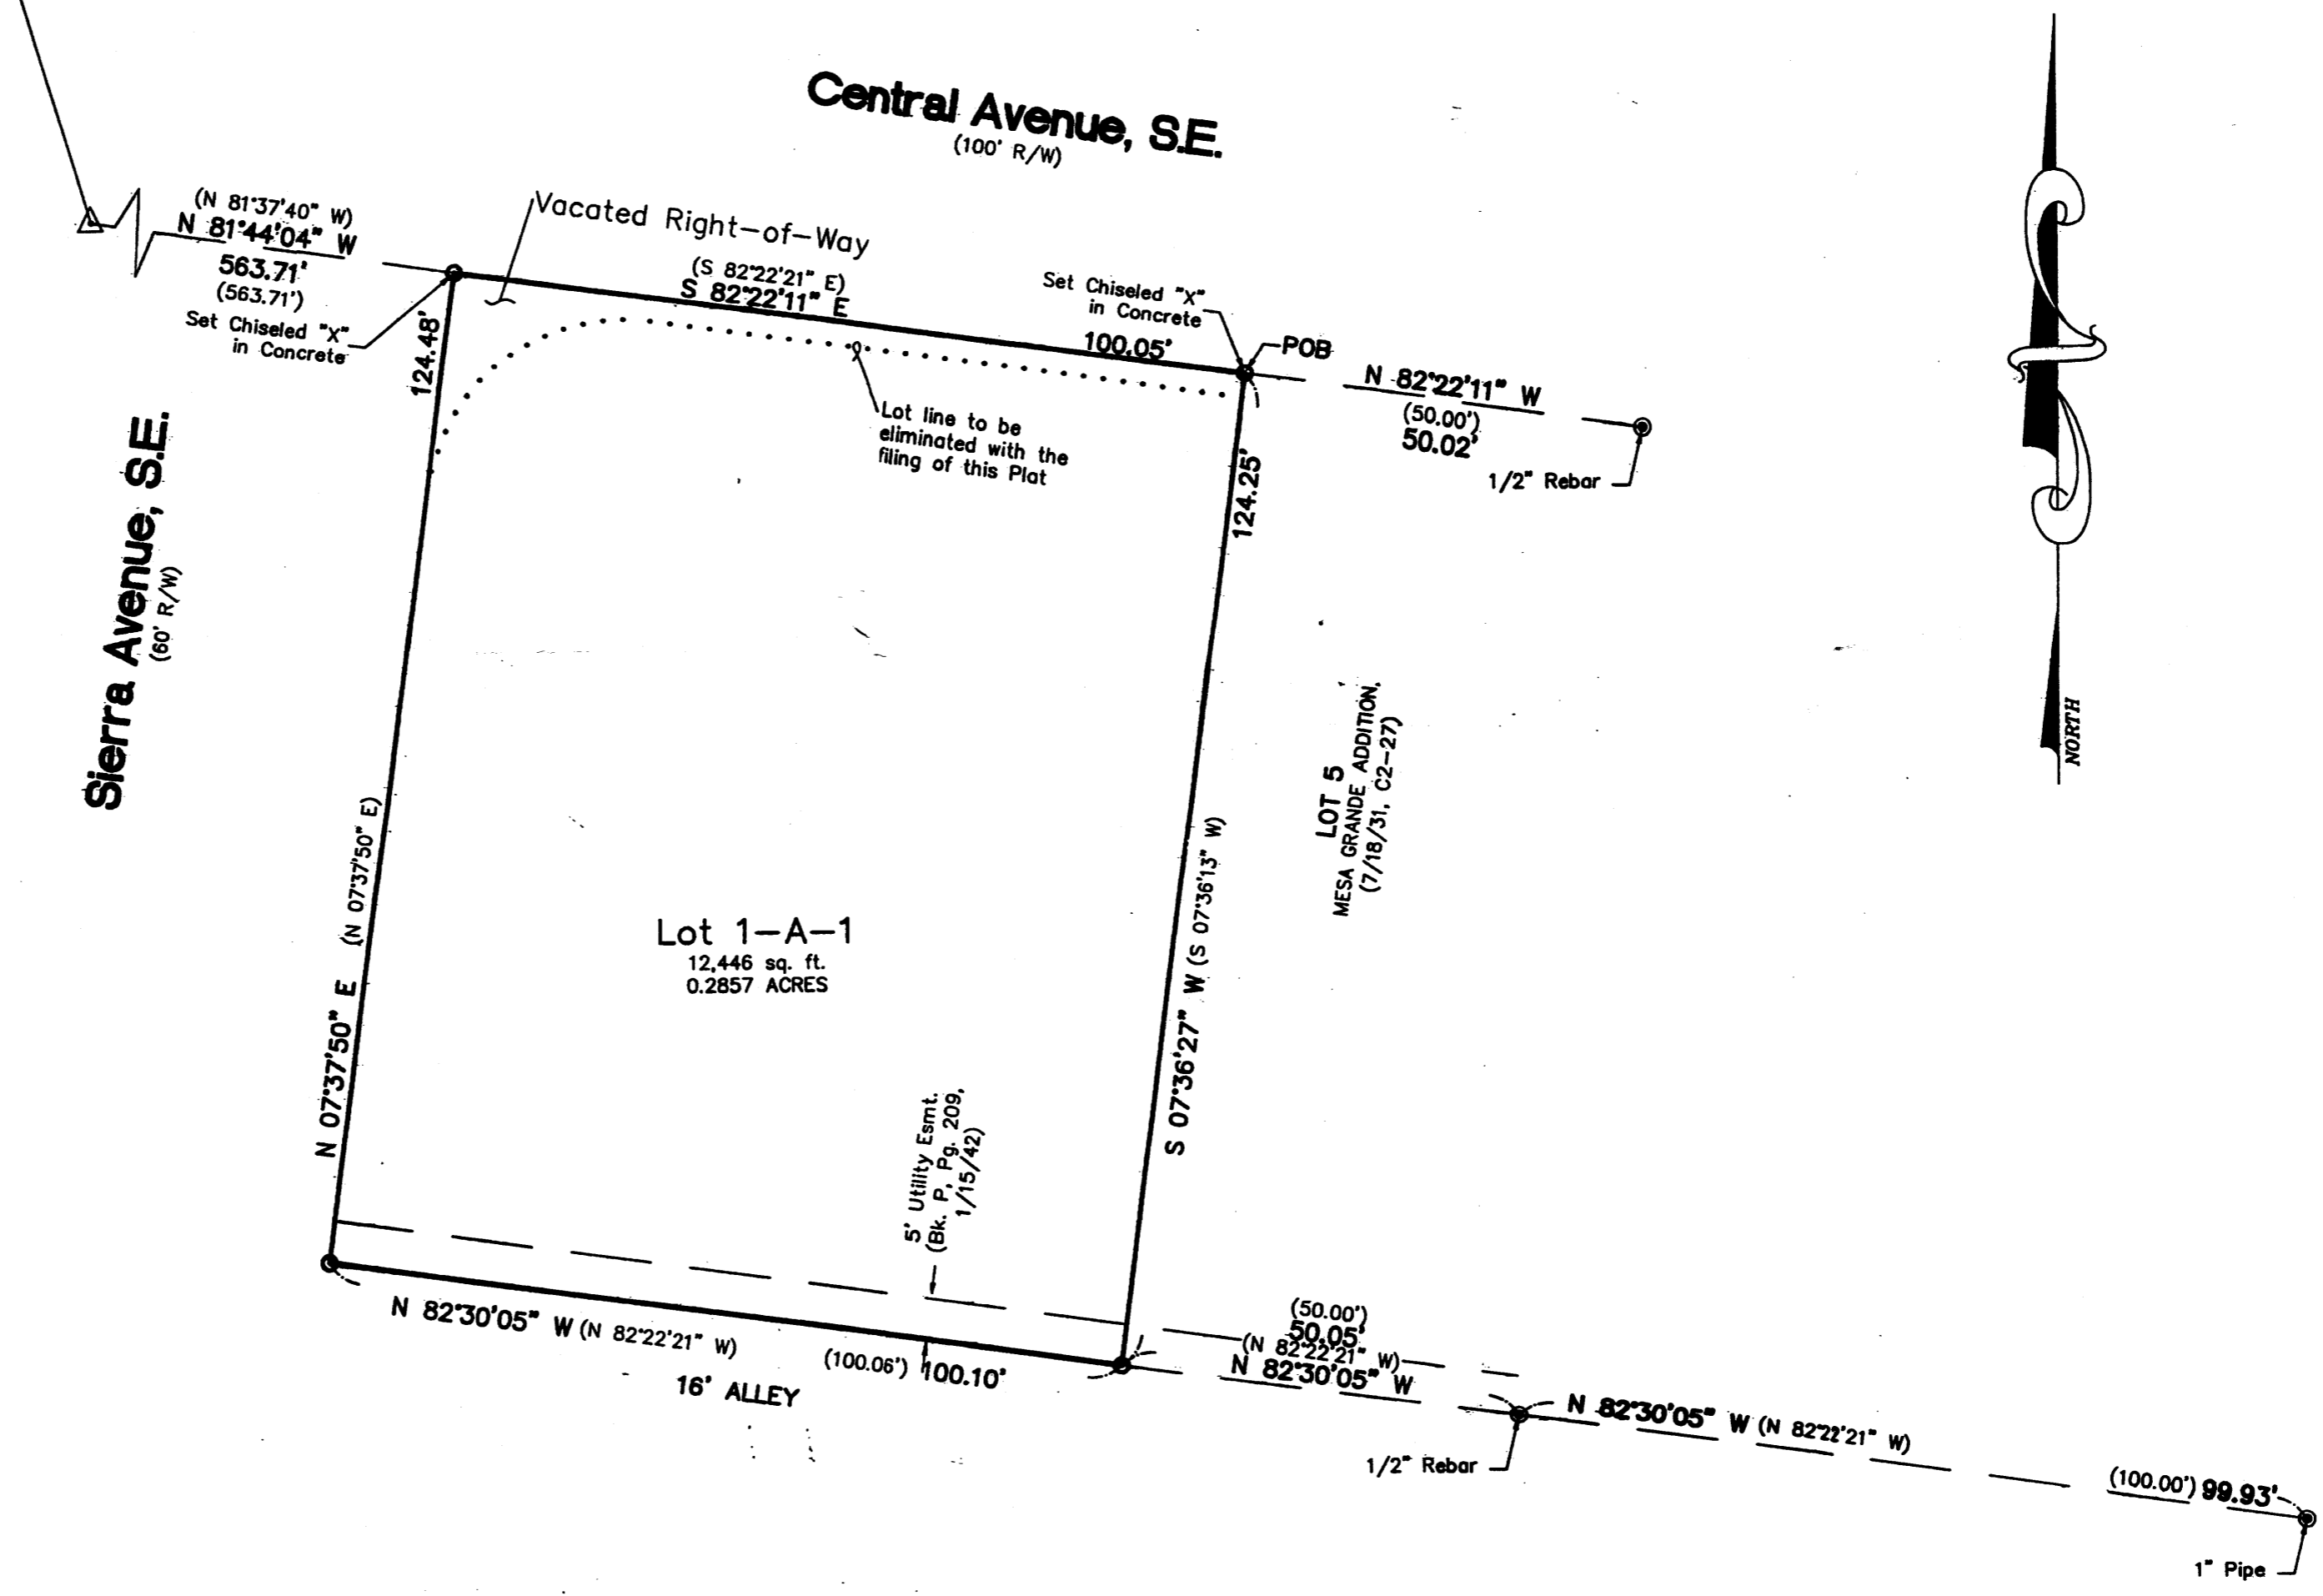 Central Avenue, S.E.
(100' R/W)
(N 81°37'40" W)
N 81°44'04" W
563.71'
(563.71')
Set Chiseled "X"
in Concrete
Vacated Right-of-Way
(S 82°22'21" E)
S 82°22'11" E
100.05'
Set Chiseled "X"
in Concrete
POB
N 82°22'11" W
(50.00')
50.02'
1/2" Rebar
124.48'
Lot line to be
eliminated with the
filing of this Plat
124.25'
Sierra Avenue, S.E.
(60' R/W)
N 07°37'50" E (N 07°37'50" E)
Lot 1-A-1
12,446 sq. ft.
0.2857 ACRES
S 07°36'27" W (S 07°36'13" W)
LOT 5
MESA GRANDE ADDITION,
(7/18/31, C2-27)
NORTH
5' Utility Esmt.
(Bk. P, Pg. 209,
1/15/42)
N 82°30'05" W (N 82°22'21" W)
(100.06') 100.10'
16' ALLEY
(50.00')
50.05'
(N 82°22'21" W)
N 82°30'05" W
1/2" Rebar
N 82°30'05" W (N 82°22'21" W)
(100.00') 99.93'
1" Pipe